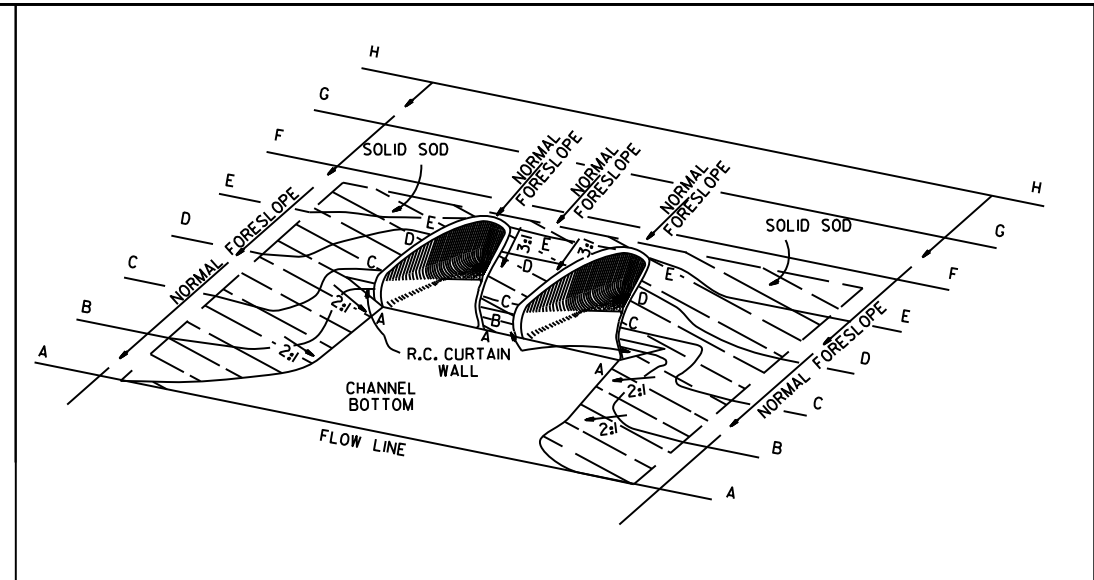 H
G
F
SOLID SOD
NORMAL
FORESLOPE
NORMAL
FORESLOPE
NORMAL
FORESLOPE
H
E
G
D
SOLID SOD
NORMAL FORESLOPE
E
D
3:1
E
D
3:1
F
C
C
E
D
E
B
2:1
A
B
A
C
D
A
2:1
R.C. CURTAIN
WALL
A
2:1
NORMAL FORESLOPE
C
CHANNEL
BOTTOM
2:1
B
FLOW LINE
A